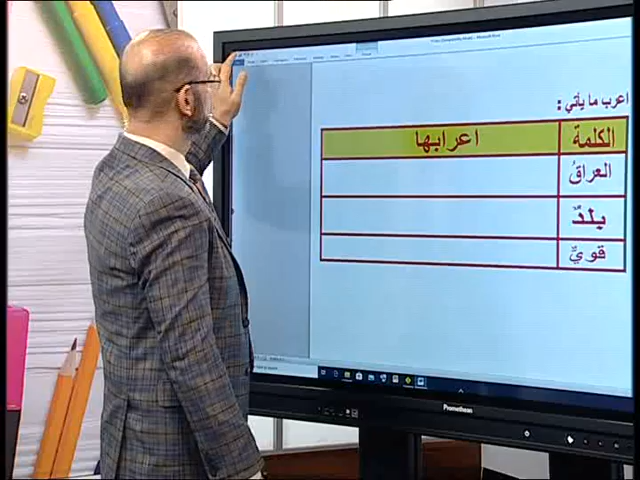 اعرب ما يأتي :
الكلمة اعرابها
العراقُ
بلدٌ
قويٌّ
Promethean